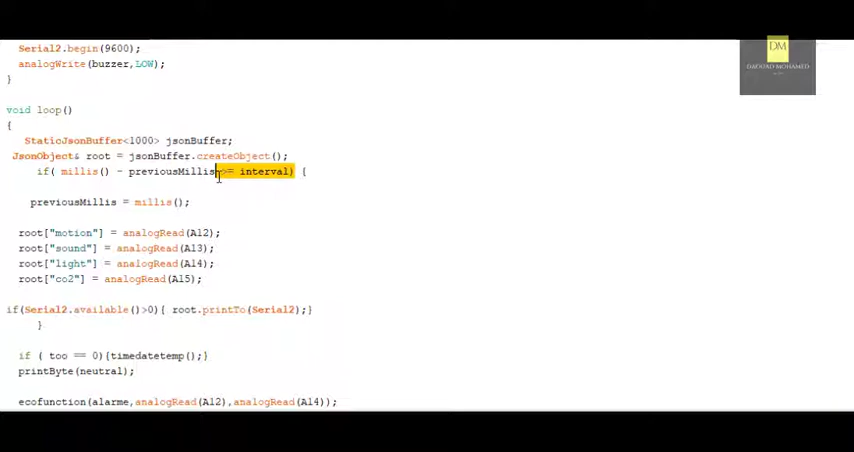 Serial2.begin(9600);
analogWrite(buzzer,LOW);
}
void loop()
{
StaticJsonBuffer<1000> jsonBuffer;
JsonObject& root = jsonBuffer.createObject();
if( millis() - previousMillis >= interval) {
previousMillis = millis();
root["motion"] = analogRead(A12);
root["sound"] = analogRead(A13);
root["light"] = analogRead(A14);
root["co2"] = analogRead(A15);
if(Serial2.available()>0){ root.printTo(Serial2);}
}
if ( too == 0){timedatetemp();}
printByte(neutral);
ecofunction(alarme,analogRead(A12),analogRead(A14));
DM
DAOUAD MOHAMED